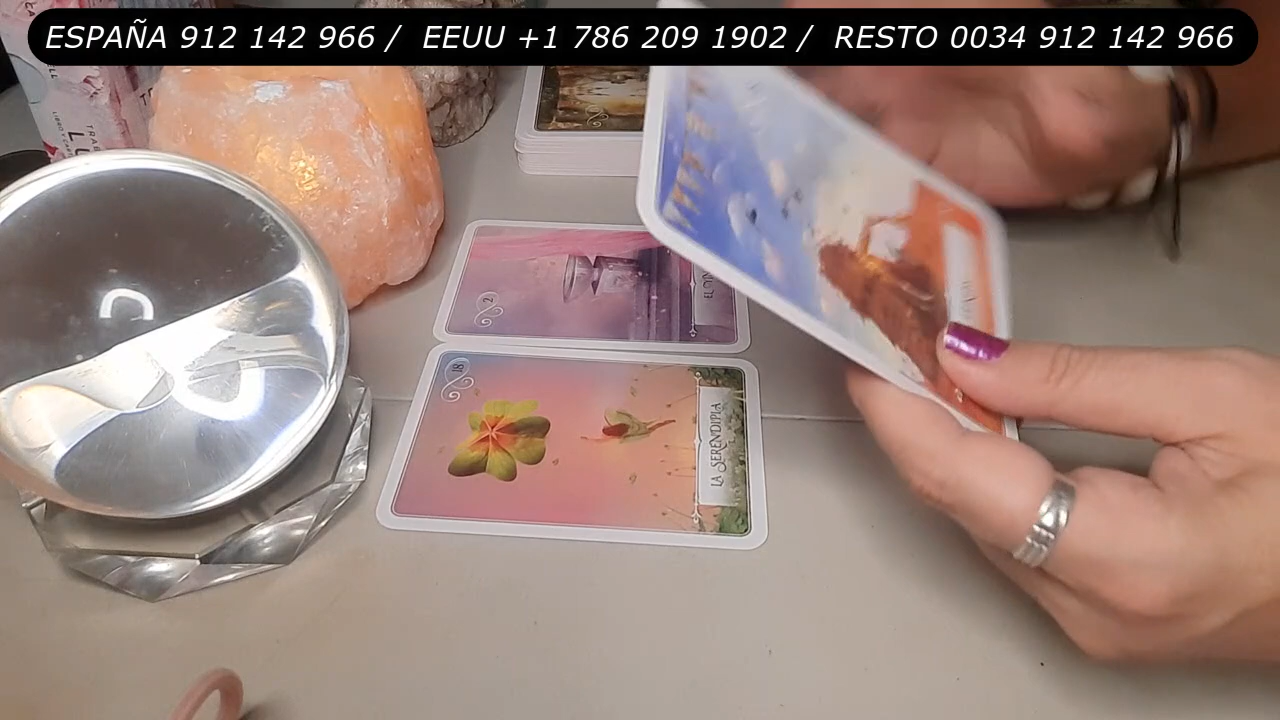 ESPAÑA 912 142 966 / EEUU +1 786 209 1902 / RESTO 0034 912 142 966
2
18
LA SERENDIPIA